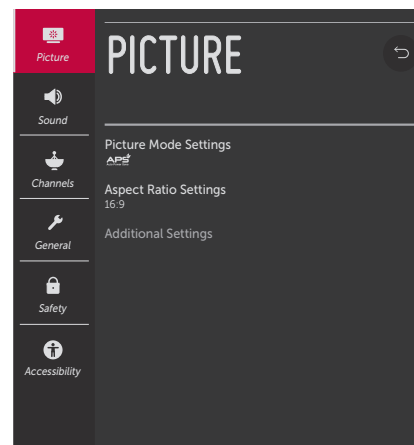 Picture
PICTURE
Sound
Channels
General
Safety
Accessibility
Picture Mode Settings
APS
Aspect Ratio Settings
16:9
Additional Settings